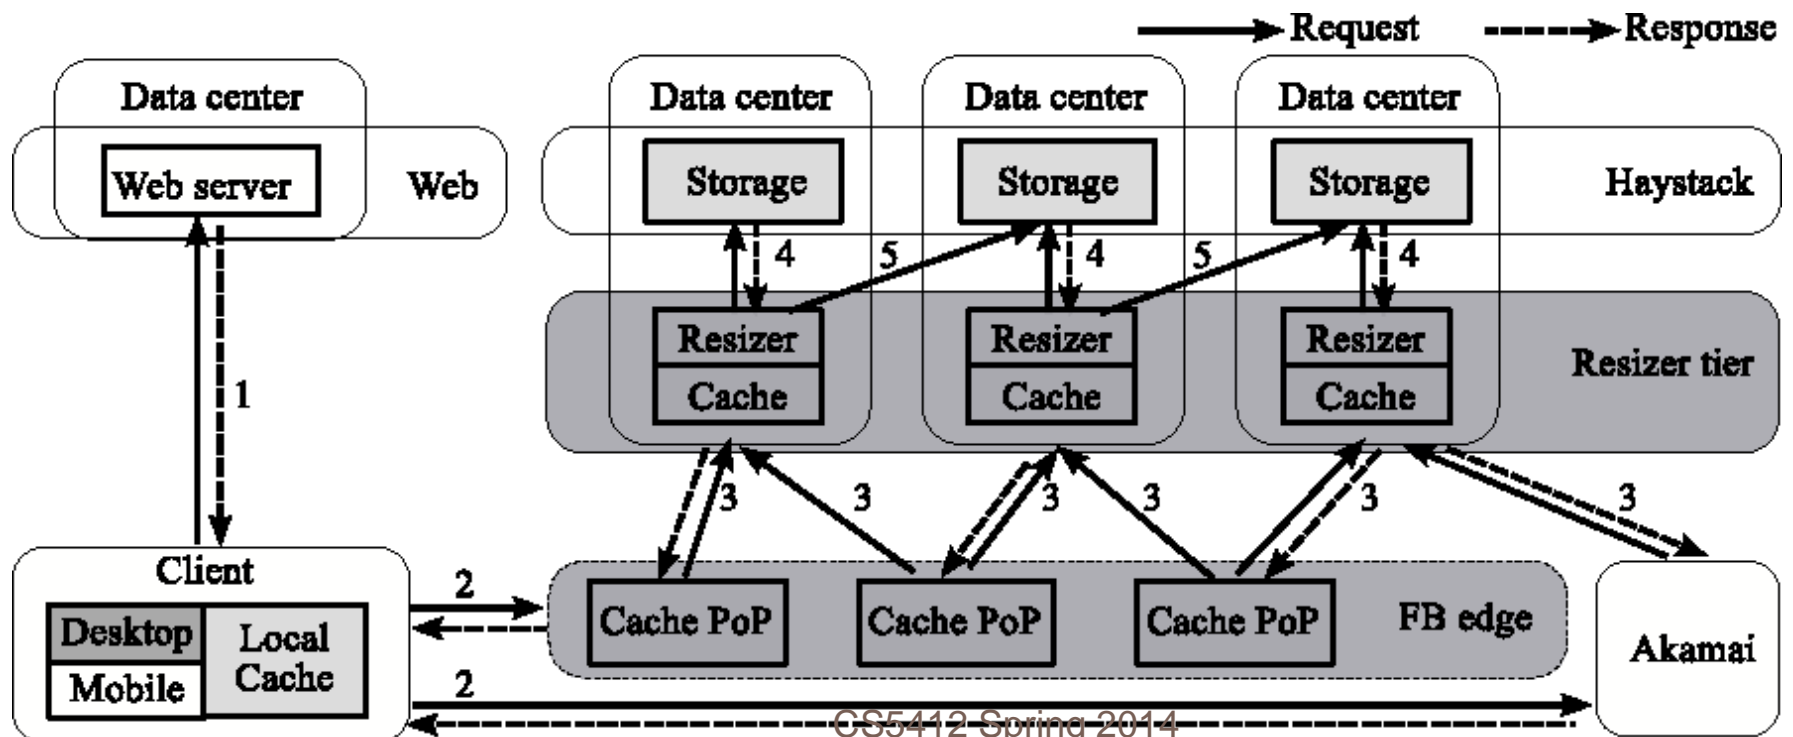 Request
Response
Data center
Data center
Data center
Data center
Web server
Web
Storage
Storage
Storage
Haystack
4
5
4
5
4
Resizer
Resizer
Resizer
Resizer tier
Cache
Cache
Cache
1
3
3
3
3
3
3
Client
2
Desktop
Local
Cache
Mobile
Cache PoP
Cache PoP
Cache PoP
FB edge
Akamai
2
CS5412 Spring 2014